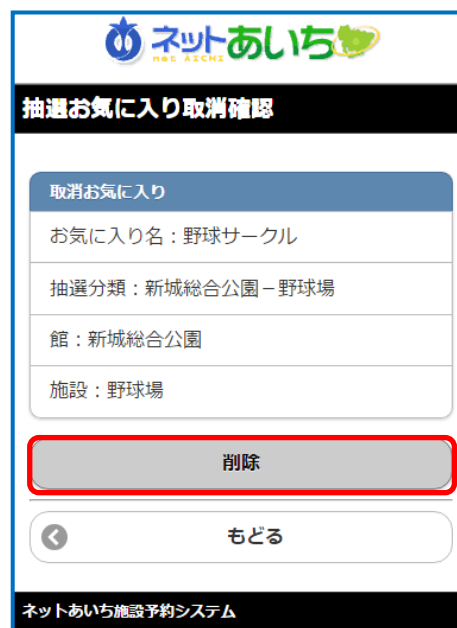 ネットあいち
net AICHI
抽選お気に入り取消確認
取消お気に入り
お気に入り名：野球サークル
抽選分類：新城総合公園－野球場
館：新城総合公園
施設：野球場
削除
もどる
ネットあいち施設予約システム